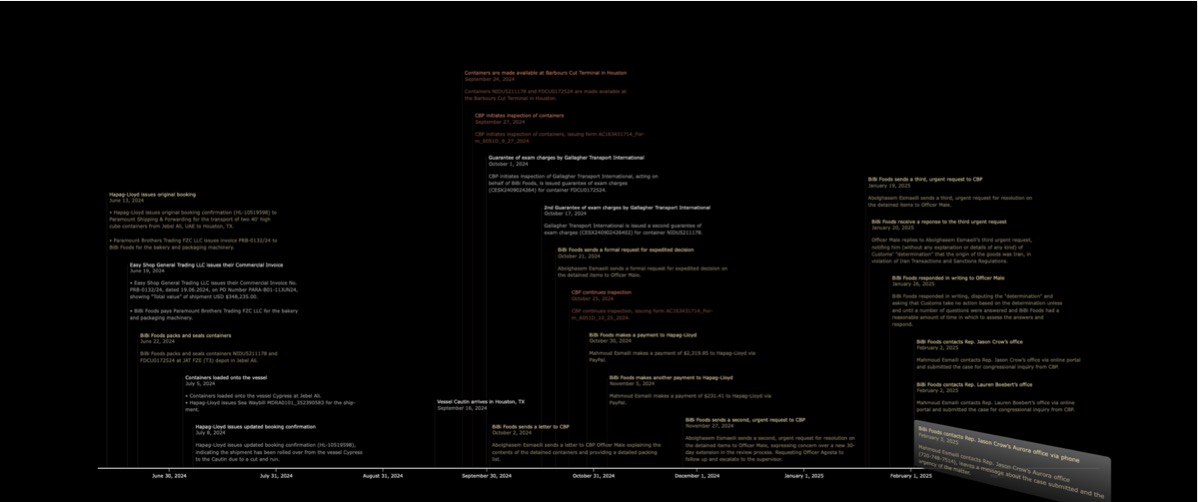 Containers are made available at Barbours Cut Terminal in Houston
September 24, 2024
Containers NIDU5211178 and FDCU0172524 are made available at
the Barbours Cut Terminal in Houston.
CBP initiates inspection of containers
September 27, 2024
CBP initiates inspection of containers, issuing form AC163431714_For-
m_6051D_9_27_2024.
Guarantee of exam charges by Gallagher Transport International
October 1, 2024
CBP initiates inspection of Gallagher Transport International, acting on
behalf of BiBi Foods, is issued guarantee of exam charges
(CESX2409024264) for container FDCU0172524.
2nd Guarantee of exam charges by Gallagher Transport International
October 17, 2024
Gallagher Transport International is issued a second guarantee of
exam charges for container NIDU5211178.
BiBi Foods sends a formal request for expedited decision
October 21, 2024
Abolghasem Esmaili sends a formal request for expedited decision on
the detained items to Officer Male.
CBP continues inspection
October 25, 2024
CBP continues inspection, issuing form AC163431714_For-
m_6051D_10_25_2024.
BiBi Foods makes a payment to Hapag-Lloyd
October 30, 2024
Mahmoud Esmaili makes a payment of $2,319.85 to Hapag-Lloyd via
PayPal.
BiBi Foods makes another payment to Hapag-Lloyd
November 5, 2024
Mahmoud Esmaili makes a payment of $231.41 to Hapag-Lloyd via
PayPal.
BiBi Foods sends a second, urgent request to CBP
November 27, 2024
Abolghasem Esmaili sends a second, urgent request for resolution on
the detained items to Officer Male, expressing concern over a new 30-
day extension in the review process. Requesting Officer Agosta to
follow up and escalate to the supervisor.
Hapag-Lloyd issues original booking
June 13, 2024
• Hapag-Lloyd issues original booking confirmation (HL-10519598) to
Paramount Shipping & Forwarding for the transport of two 40' high
cube containers from Jebel Ali, UAE to Houston, TX.
• Paramount Brothers Trading FZC LLC issues invoice PRB-0132/24 to
BiBi Foods for the bakery and packaging machinery.
Easy Shop General Trading LLC issues their Commercial Invoice
June 19, 2024
• Easy Shop General Trading LLC issues their Commercial Invoice No.
PRB-0132/24, dated 19.06.2024, on PO Number PARA-B01-11JUN24,
showing "Total value" of shipment USD $348,235.00.
• BiBi Foods pays Paramount Brothers Trading FZC LLC for the bakery
and packaging machinery.
BiBi Foods packs and seals containers
June 22, 2024
BiBi Foods packs and seals containers NIDU5211178 and
FDCU0172524 at JAT FZE (T3) depot in Jebel Ali.
Containers loaded onto the vessel
July 5, 2024
• Containers loaded onto the vessel Cypress at Jebel Ali.
• Hapag-Lloyd issues Sea Waybill for the ship-
ment.
Hapag-Lloyd issues updated booking confirmation
July 8, 2024
Hapag-Lloyd issues updated booking confirmation (HL-10519598),
indicating the shipment has been rolled over from the vessel Cypress
to the Cautin due to a cut and run.
Vessel Cautin arrives in Houston, TX
September 16, 2024
BiBi Foods sends a letter to CBP
October 2, 2024
Abolghasem Esmaili sends a letter to CBP Officer Male explaining the
contents of the detained containers and providing a detailed packing
list.
BiBi Foods sends a third, urgent request to CBP
January 19, 2025
Abolghasem Esmaili sends a third, urgent request for resolution on
the detained items to Officer Male.
BiBi Foods receive a reponse to the third urgent request
January 20, 2025
Officer Male replies to Abolghasem Esmaili's third urgent request,
notifying him (without any explanation or details of any kind) of
Customs' "determination" that the origin of the goods was Iran, in
violation of Iran Transactions and Sanctions Regulations.
BiBi Foods responded in writing to Officer Male
January 26, 2025
BiBi Foods responded in writing, disputing the "determination" and
asking that Customs take no action based on the determination unless
and until a number of questions were answered and BiBi Foods had a
reasonable amount of time in which to assess the answers and
respond.
BiBi Foods contacts Rep. Jason Crow's office
February 2, 2025
Mahmoud Esmaili contacts Rep. Jason Crow's office via online portal
and submitted the case for congressional inquiry from CBP.
BiBi Foods contacts Rep. Lauren Boebert's office
February 2, 2025
Mahmoud Esmaili contacts Rep. Lauren Boebert's office via online
portal and submitted the case for congressional inquiry from CBP.
BiBi Foods contacts Rep. Jason Crow's Aurora office via phone
February 3, 2025
Mahmoud Esmaili contacts Rep. Jason Crow's Aurora office
(720-748-7514), leaves a message about the case submitted and the
urgency of the matter.
June 30, 2024
July 31, 2024
August 31, 2024
September 30, 2024
October 31, 2024
December 1, 2024
January 1, 2025
February 1, 2025